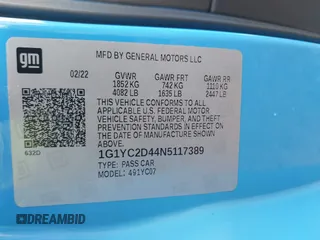 gm
MFD BY GENERAL MOTORS LLC
02/22 GVWR GAWR FRT GAWR RR
1852 KG 742 KG 1110 KG
4082 LB 1635 LB 2447 LB
THIS VEHICLE CONFORMS TO ALL APPLICABLE U.S. FEDERAL MOTOR VEHICLE SAFETY, BUMPER, AND THEFT PREVENTION STANDARDS IN EFFECT ON THE DATE OF MANUFACTURE SHOWN ABOVE.
632D
1G1YC2D44N5117389
TYPE: PASS CAR
491YC07
DREAMBID